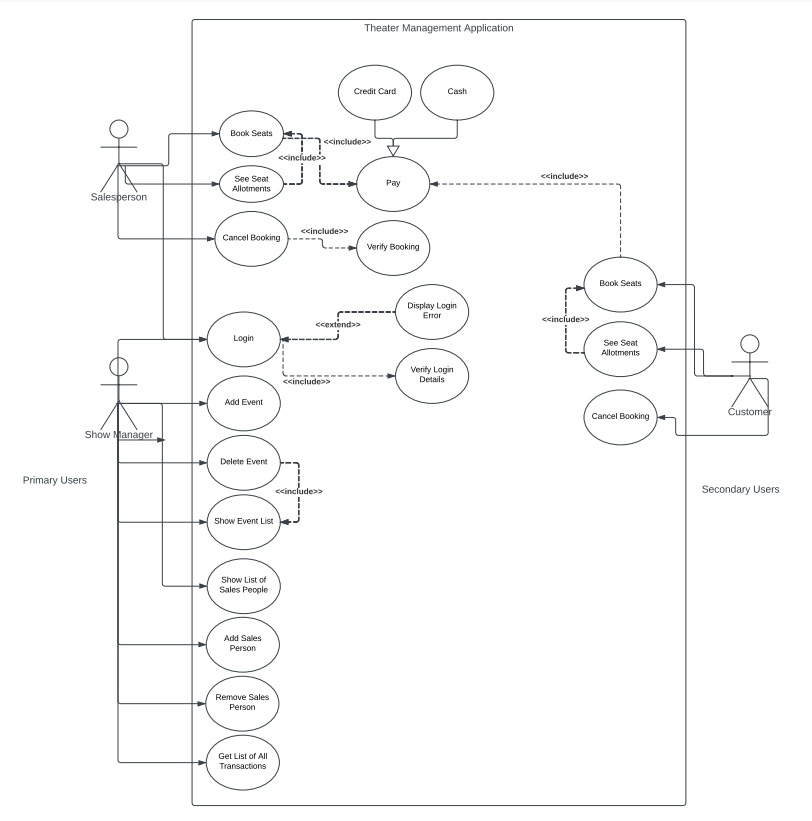 Theater Management Application
Credit Card
Cash
Book Seats
<<include>>
<<include>>
Salesperson
See Seat
Allotments
Pay
<<include>>
Cancel Booking
<<include>>
Verify Booking
Book Seats
Display Login
Error
<<extend>>
<<include>>
Login
See Seat
Allotments
Verify Login
Details
<<include>>
Customer
Add Event
Cancel Booking
Show Manager
Delete Event
Primary Users
Secondary Users
<<include>>
Show Event List
Show List of
Sales People
Add Sales
Person
Remove Sales
Person
Get List of All
Transactions